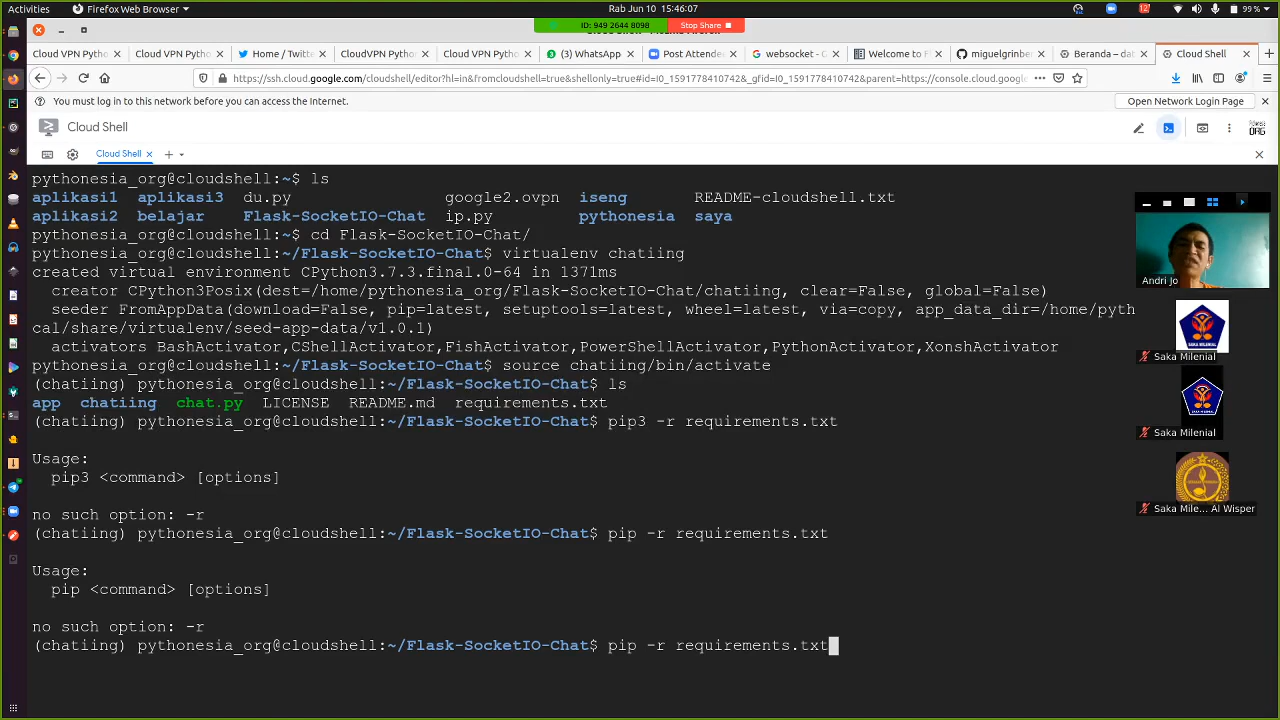 Activities
Firefox Web Browser
Rab Jun 10 15:46:07
12
99 %
ID: 949 2644 8098
Stop Share
Cloud VPN Pytho
Cloud VPN Pytho
Home / Twitte
CloudVPN Pytho
Cloud VPN Pytho
(3) WhatsApp
Post Attende
websocket - G
Welcome to Fl
miguelgrinber
Beranda – dat
Cloud Shell
https://ssh.cloud.google.com/cloudshell/editor?hl=in&fromcloudshell=true&shellonly=true#id=I0_1591778410742&_gfid=I0_1591778410742&parent=https://console.cloud.google
You must log in to this network before you can access the Internet.
Open Network Login Page
Cloud Shell
Cloud Shell
pythonesia_org@cloudshell:~$ ls
aplikasi1 aplikasi3 du.py google2.ovpn iseng README-cloudshell.txt
aplikasi2 belajar Flask-SocketIO-Chat ip.py pythonesia saya
pythonesia_org@cloudshell:~$ cd Flask-SocketIO-Chat/
pythonesia_org@cloudshell:~/Flask-SocketIO-Chat$ virtualenv chatiing
created virtual environment CPython3.7.3.final.0-64 in 1371ms
creator CPython3Posix(dest=/home/pythonesia_org/Flask-SocketIO-Chat/chatiing, clear=False, global=False)
seeder FromAppData(download=False, pip=latest, setuptools=latest, wheel=latest, via=copy, app_data_dir=/home/pyth
cal/share/virtualenv/seed-app-data/v1.0.1)
activators BashActivator,CShellActivator,FishActivator,PowerShellActivator,PythonActivator,XonshActivator
pythonesia_org@cloudshell:~/Flask-SocketIO-Chat$ source chatiing/bin/activate
(chatiing) pythonesia_org@cloudshell:~/Flask-SocketIO-Chat$ ls
app chatiing chat.py LICENSE README.md requirements.txt
(chatiing) pythonesia_org@cloudshell:~/Flask-SocketIO-Chat$ pip3 -r requirements.txt
Usage:
pip3 <command> [options]
no such option: -r
(chatiing) pythonesia_org@cloudshell:~/Flask-SocketIO-Chat$ pip -r requirements.txt
Usage:
pip <command> [options]
no such option: -r
(chatiing) pythonesia_org@cloudshell:~/Flask-SocketIO-Chat$ pip -r requirements.txt
Andri Jo
Saka Milenial
Saka Milenial
Saka Mile... Al Wisper